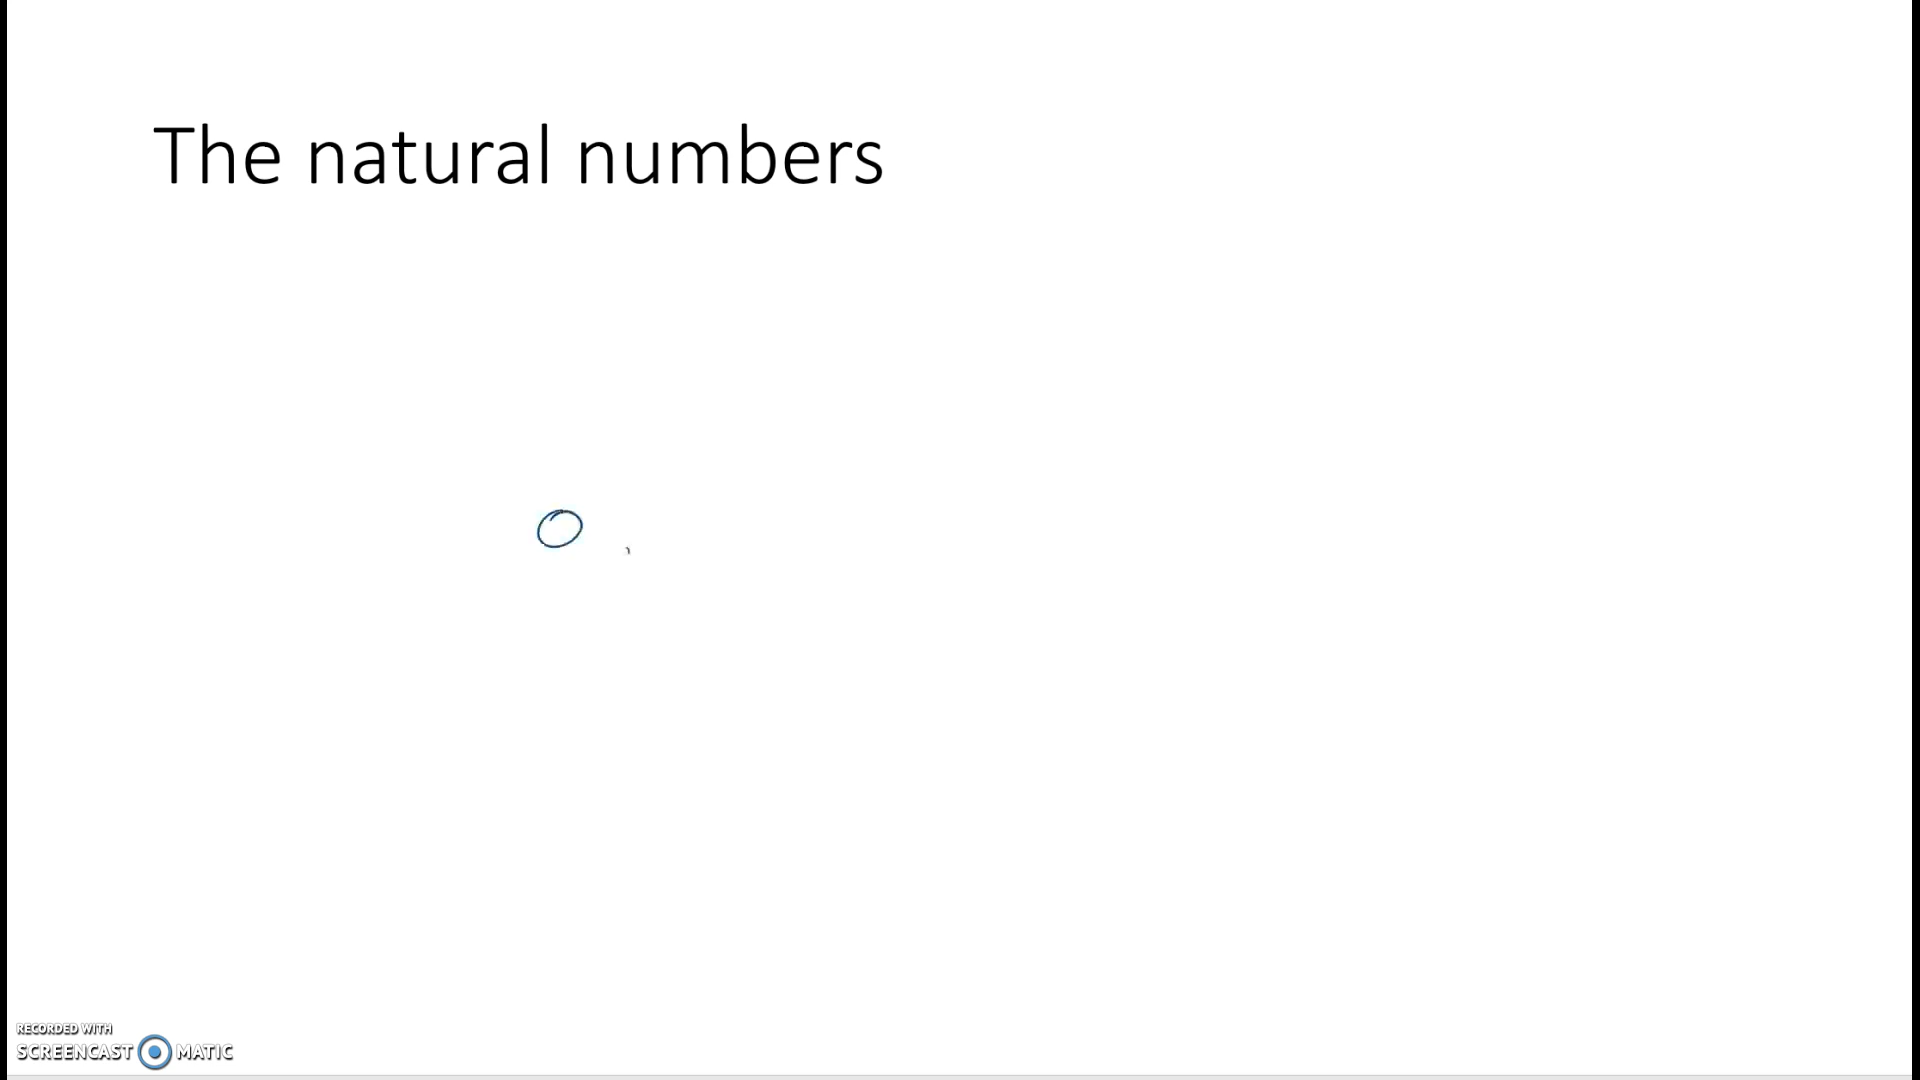 The natural numbers
0 ,
RECORDED WITH
SCREENCAST MATIC